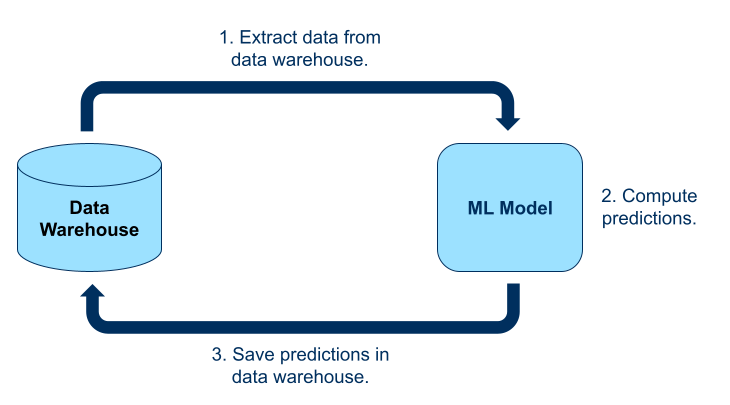 1. Extract data from
data warehouse.
Data
Warehouse
ML Model
2. Compute
predictions.
3. Save predictions in
data warehouse.